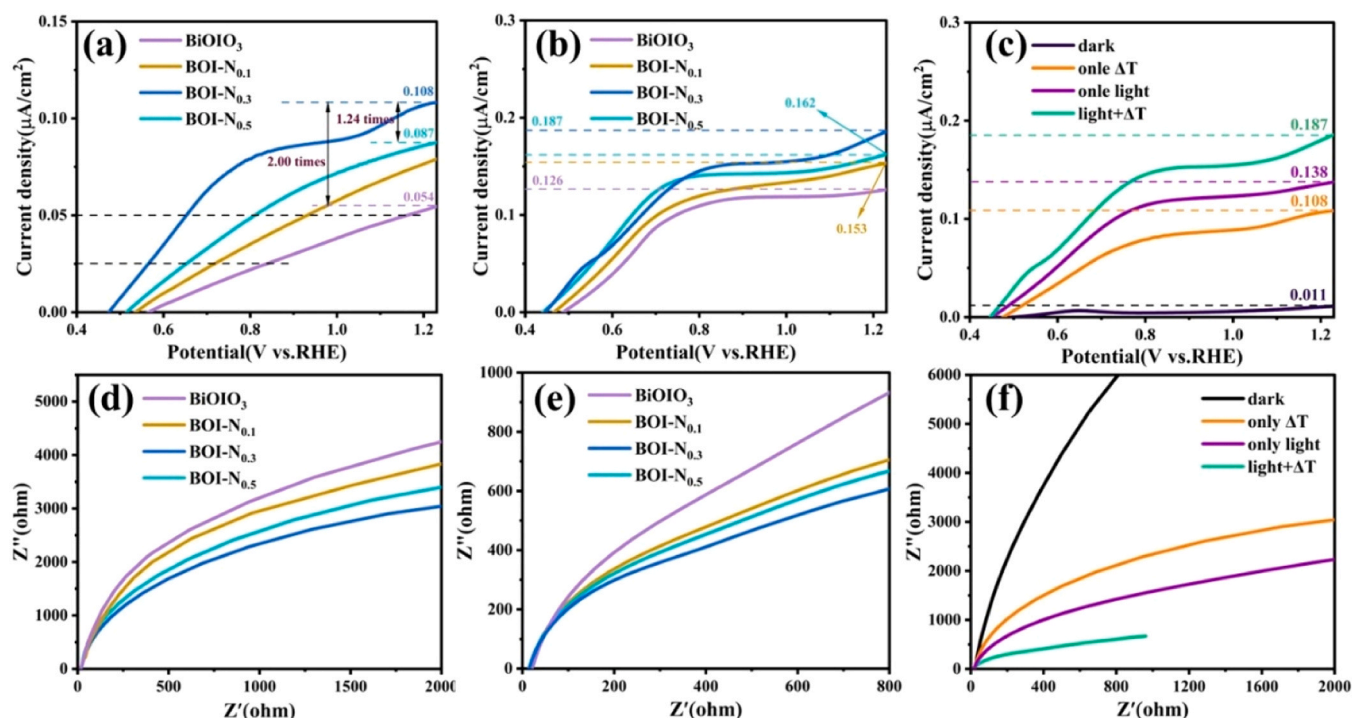 (a)
BiOIO3
BOI-N0.1
BOI-N0.3
BOI-N0.5
0.108
1.24 times
0.087
2.00 times
0.054
Current density(μA/cm2)
0.15
0.10
0.05
0.00
0.4
0.6
0.8
1.0
1.2
Potential(V vs.RHE)
(b)
BiOIO3
BOI-N0.1
BOI-N0.3
BOI-N0.5
0.162
0.187
0.126
0.153
Current density(μA/cm2)
0.3
0.2
0.1
0.0
0.4
0.6
0.8
1.0
1.2
Potential(V vs.RHE)
(c)
dark
onle ΔT
onle light
light+ΔT
0.187
0.138
0.108
0.011
Current density(μA/cm2)
0.3
0.2
0.1
0.0
0.4
0.6
0.8
1.0
1.2
Potential(V vs.RHE)
(d)
BiOIO3
BOI-N0.1
BOI-N0.3
BOI-N0.5
Z''(ohm)
5000
4000
3000
2000
1000
0
0
500
1000
1500
2000
Z'(ohm)
(e)
BiOIO3
BOI-N0.1
BOI-N0.3
BOI-N0.5
Z''(ohm)
1000
800
600
400
200
0
0
200
400
600
800
Z'(ohm)
(f)
dark
only ΔT
only light
light+ΔT
Z''(ohm)
6000
5000
4000
3000
2000
1000
0
0
400
800
1200
1600
2000
Z'(ohm)